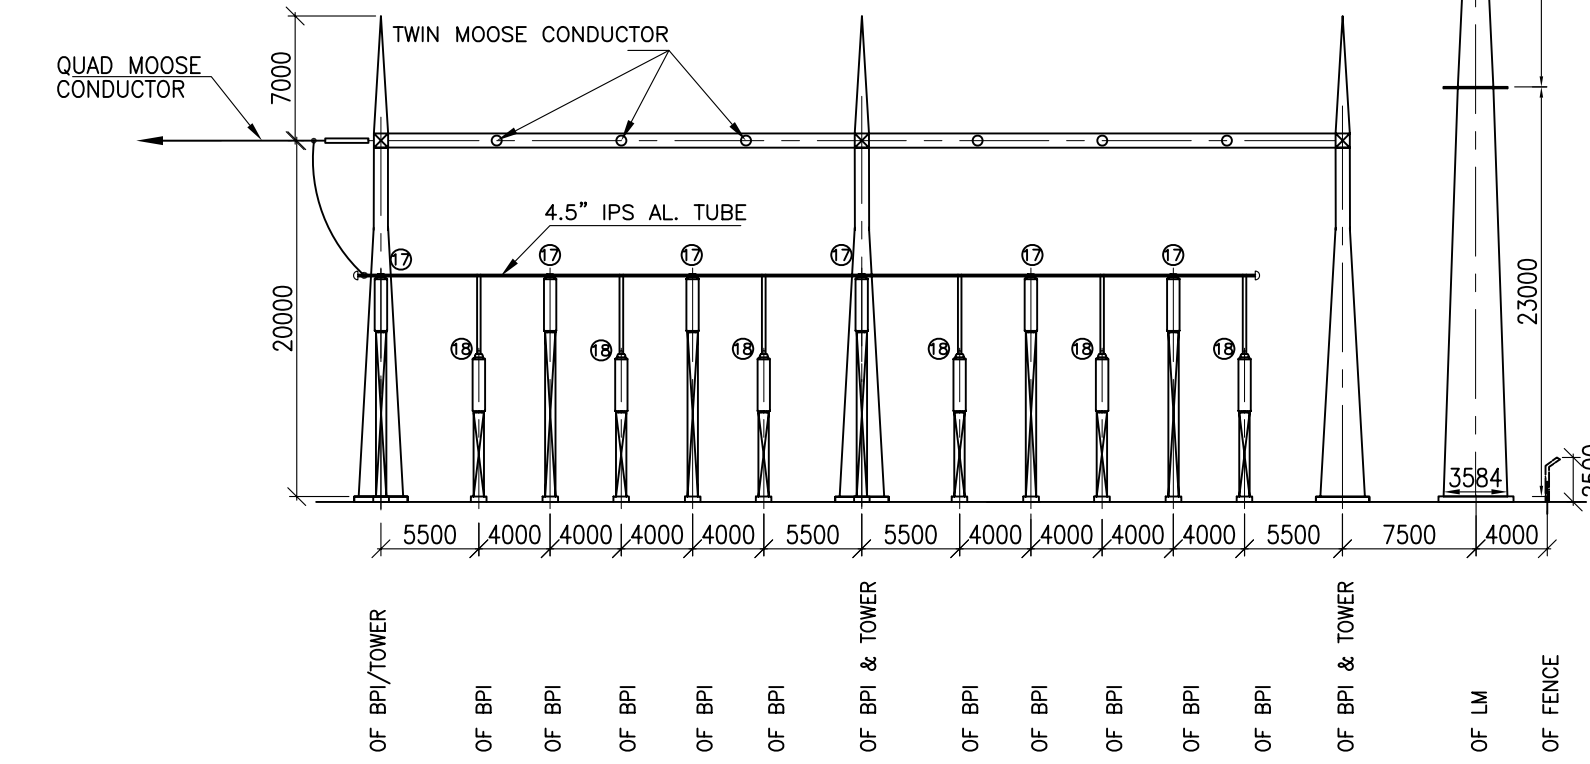 TWIN MOOSE CONDUCTOR
QUAD MOOSE
CONDUCTOR
7000
4.5” IPS AL. TUBE
17
17
17
17
17
17
20000
23000
18
18
18
18
18
18
3584
2500
5500
4000
4000
4000
4000
5500
5500
4000
4000
4000
4000
5500
7500
4000
OF BPI/TOWER
OF BPI
OF BPI
OF BPI
OF BPI
OF BPI
OF BPI & TOWER
OF BPI
OF BPI
OF BPI
OF BPI
OF BPI
OF BPI & TOWER
OF LM
OF FENCE